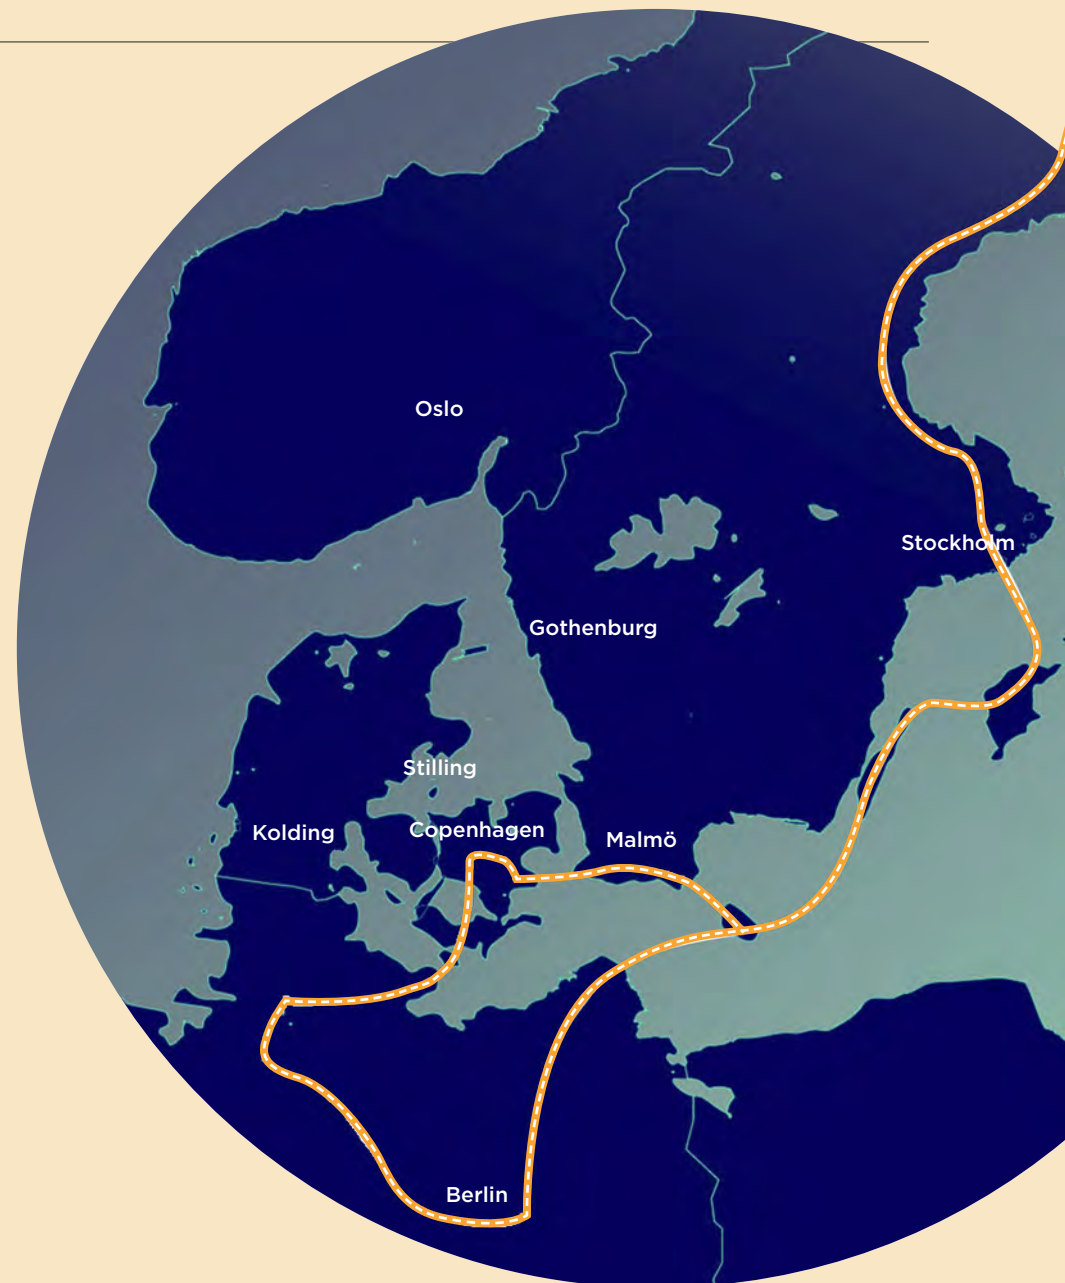 Oslo
Stockholm
Gothenburg
Stilling
Kolding
Copenhagen
Malmö
Berlin